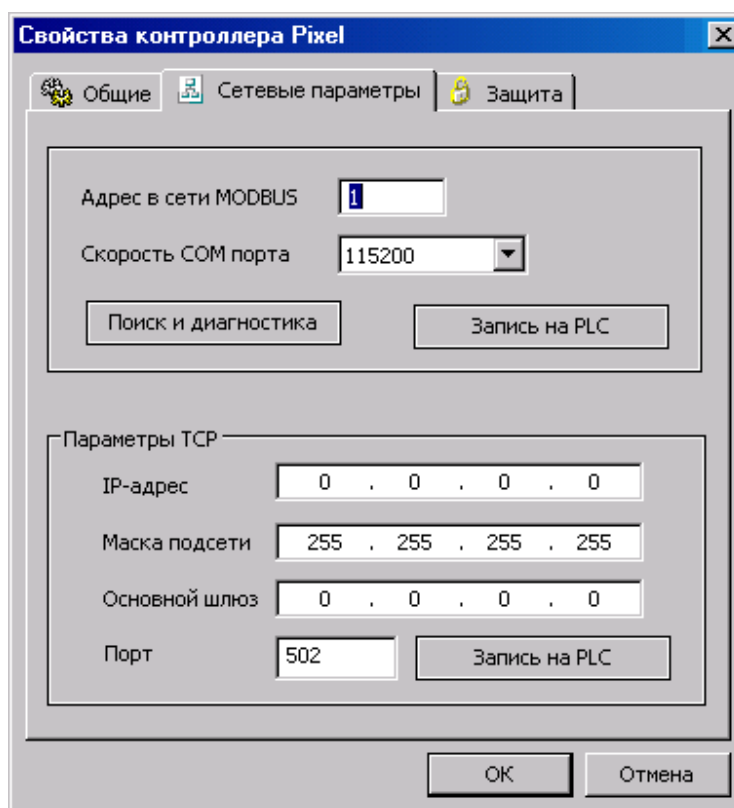 Свойства контроллера Pixel
Общие Сетевые параметры Защита
Адрес в сети MODBUS 1
Скорость COM порта 115200
Поиск и диагностика Запись на PLC
Параметры TCP
IP-адрес 0 . 0 . 0 . 0
Маска подсети 255 . 255 . 255 . 255
Основной шлюз 0 . 0 . 0 . 0
Порт 502 Запись на PLC
ОК Отмена